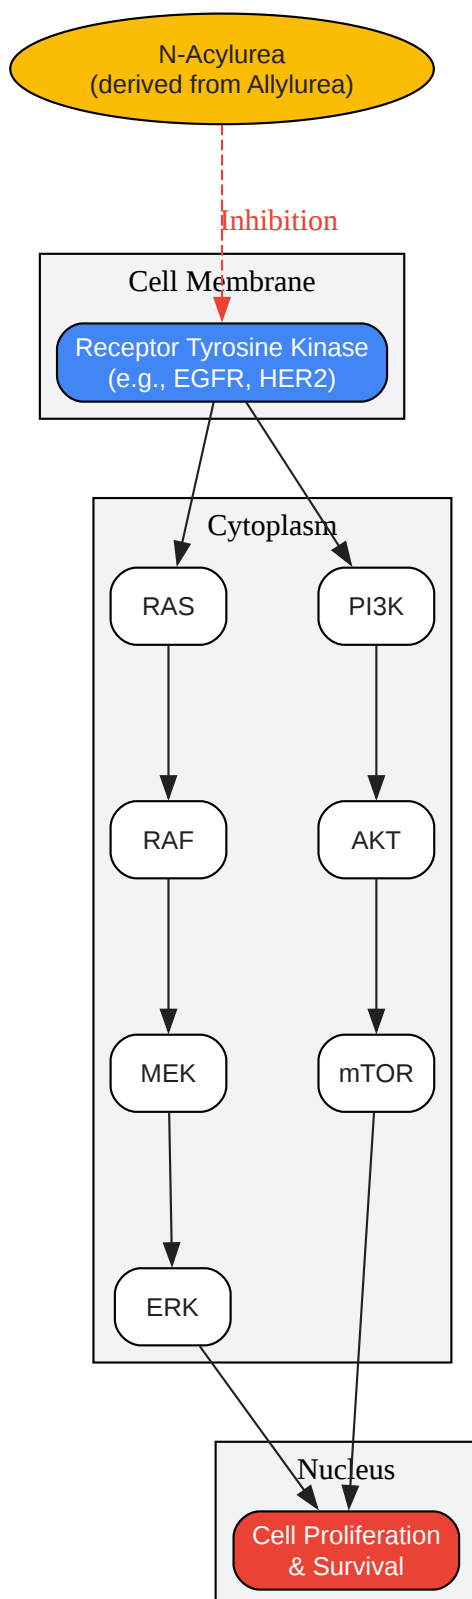 N-Acylurea
(derived from Allylurea)
Inhibition
Cell Membrane
Receptor Tyrosine Kinase
(e.g., EGFR, HER2)
Cytoplasm
RAS
PI3K
RAF
AKT
MEK
mTOR
ERK
Nucleus
Cell Proliferation
& Survival